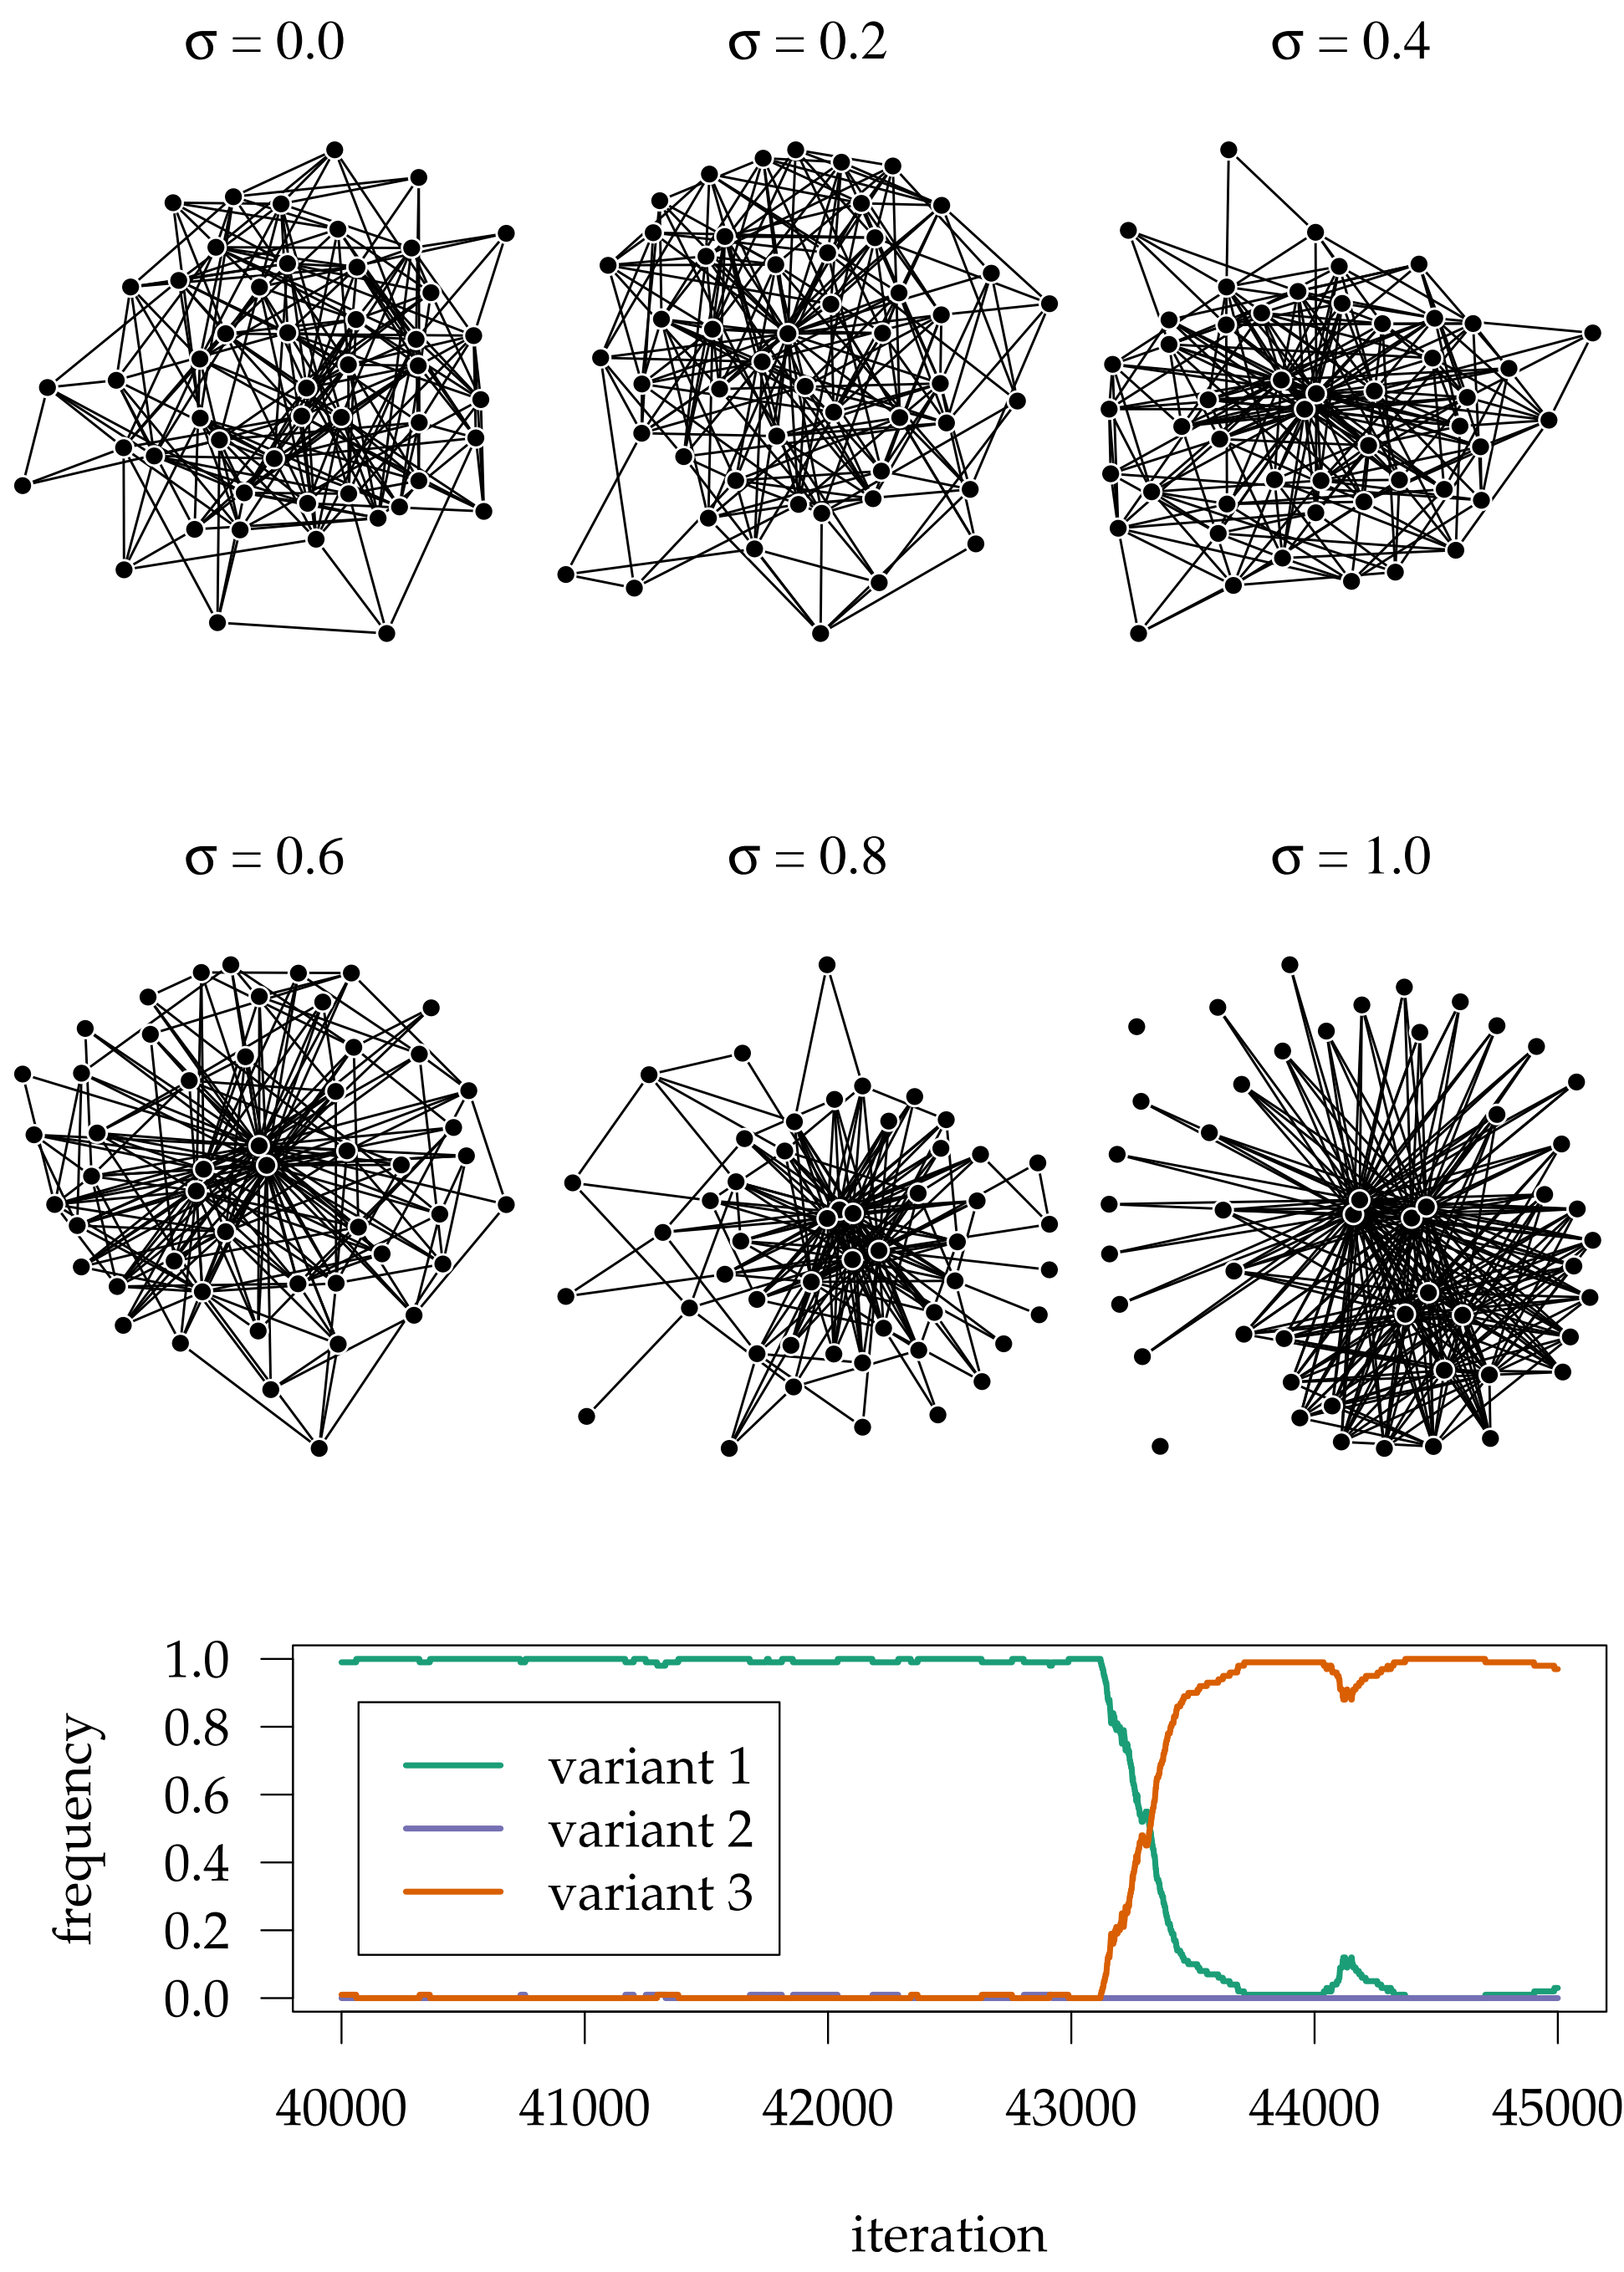 σ = 0.0
σ = 0.2
σ = 0.4
σ = 0.6
σ = 0.8
σ = 1.0
1.0
0.8
0.6
0.4
0.2
0.0
frequency
variant 1
variant 2
variant 3
40000 41000 42000 43000 44000 45000
iteration